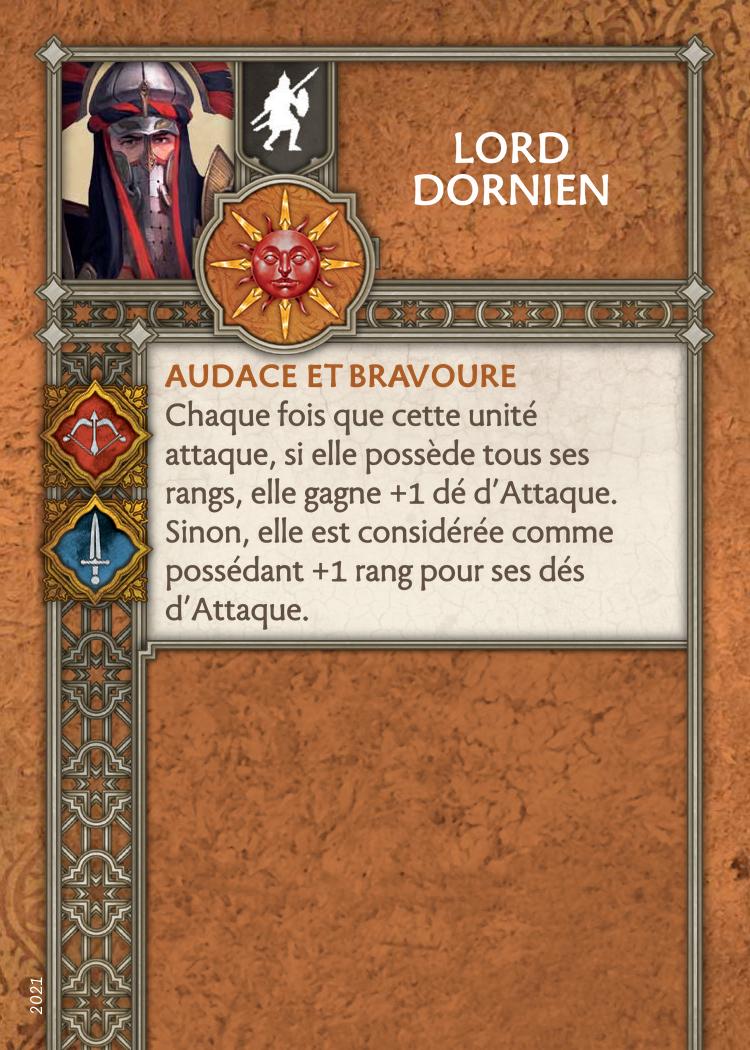 LORD
DORNIEN
AUDACE ET BRAVOURE
Chaque fois que cette unité
attaque, si elle possède tous ses
rangs, elle gagne +1 dé d’Attaque.
Sinon, elle est considérée comme
possédant +1 rang pour ses dés
d’Attaque.
2021